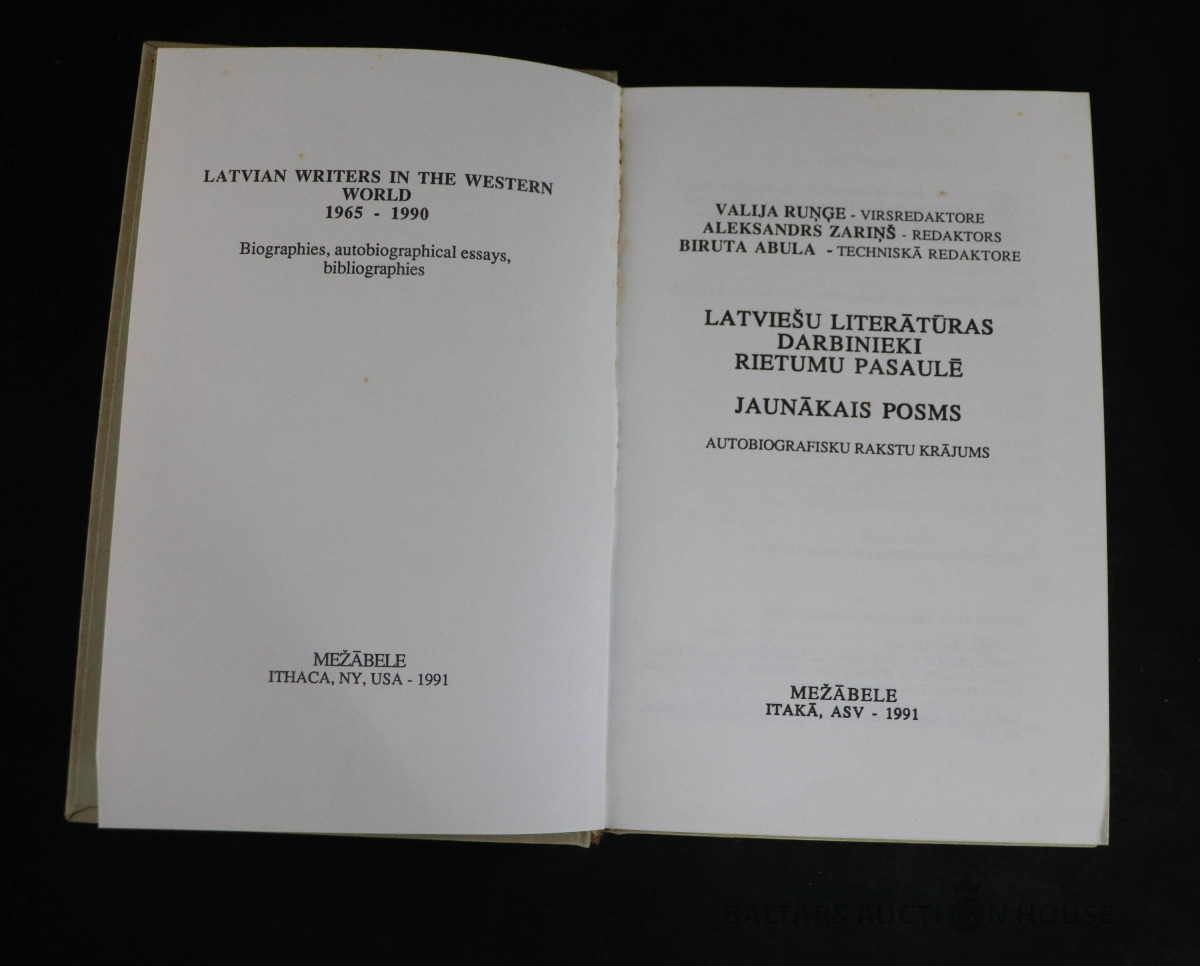 LATVIAN WRITERS IN THE WESTERN
WORLD
1965 - 1990
Biographies, autobiographical essays,
bibliographies
MEŽĀBELE
ITHACA, NY, USA - 1991
VALIJA RUŅĢE - VIRSREDAKTORE
ALEKSANDRS ZARIŅŠ - REDAKTORS
BIRUTA ABULA - TECHNISKĀ REDAKTORE
LATVIEŠU LITERĀTŪRAS
DARBINIEKI
RIETUMU PASAULĒ
JAUNĀKAIS POSMS
AUTOBIOGRAFISKU RAKSTU KRĀJUMS
MEŽĀBELE
ITAKĀ, ASV - 1991
BALTARS AUCTION HOUSE